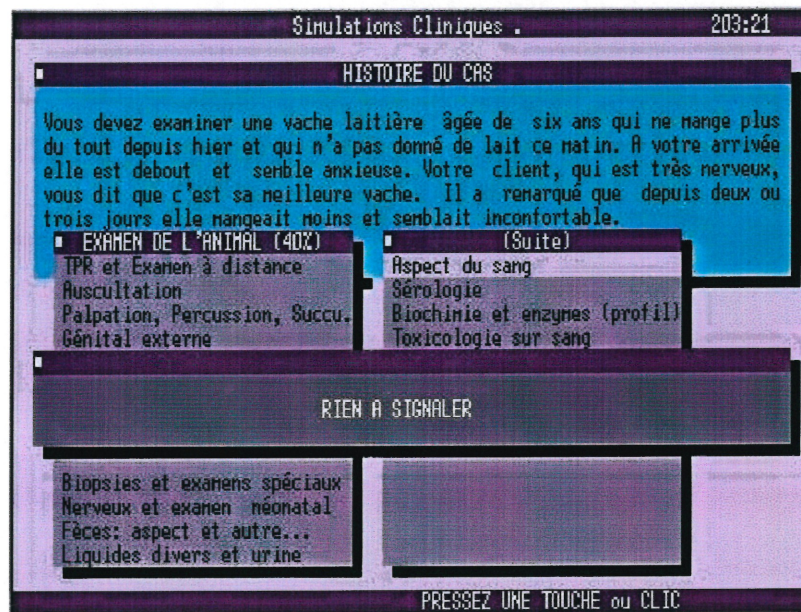 Simulations Cliniques . 203:21
HISTOIRE DU CAS
Vous devez examiner une vache laitière âgée de six ans qui ne mange plus
du tout depuis hier et qui n'a pas donné de lait ce matin. A votre arrivée
elle est debout et semble anxieuse. Votre client, qui est très nerveux,
vous dit que c'est sa meilleure vache. Il a remarqué que depuis deux ou
trois jours elle mangeait moins et semblait inconfortable.
EXAMEN DE L'ANIMAL (40%)
TPR et Examen à distance
Auscultation
Palpation, Percussion, Succu.
Génital externe
(Suite)
Aspect du sang
Sérologie
Biochimie et enzymes (profil)
Toxicologie sur sang
RIEN A SIGNALER
Biopsies et examens spéciaux
Nerveux et examen néonatal
Fèces: aspect et autre...
Liquides divers et urine
PRESSEZ UNE TOUCHE ou CLIC